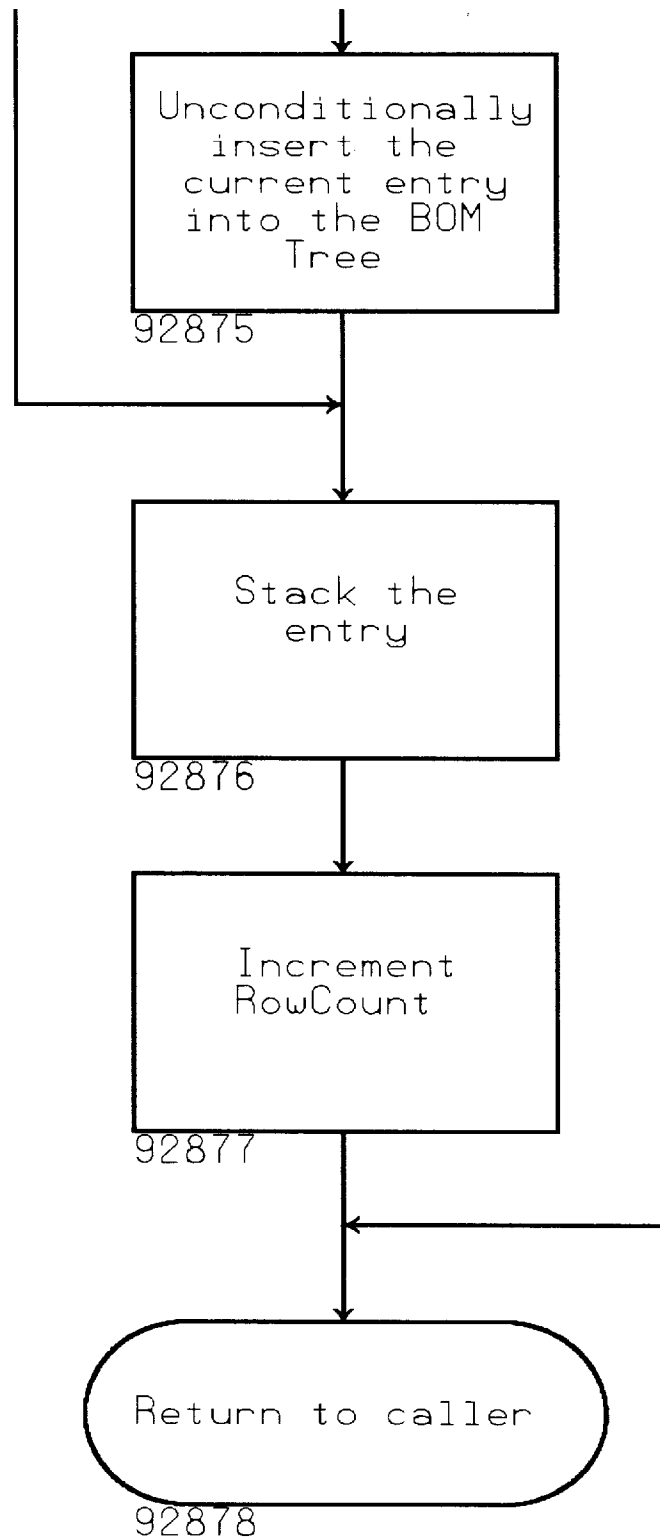 Unconditionally
insert the
current entry
into the BOM
Tree
92875
Stack the
entry
92876
Increment
RowCount
92877
Return to caller
92878